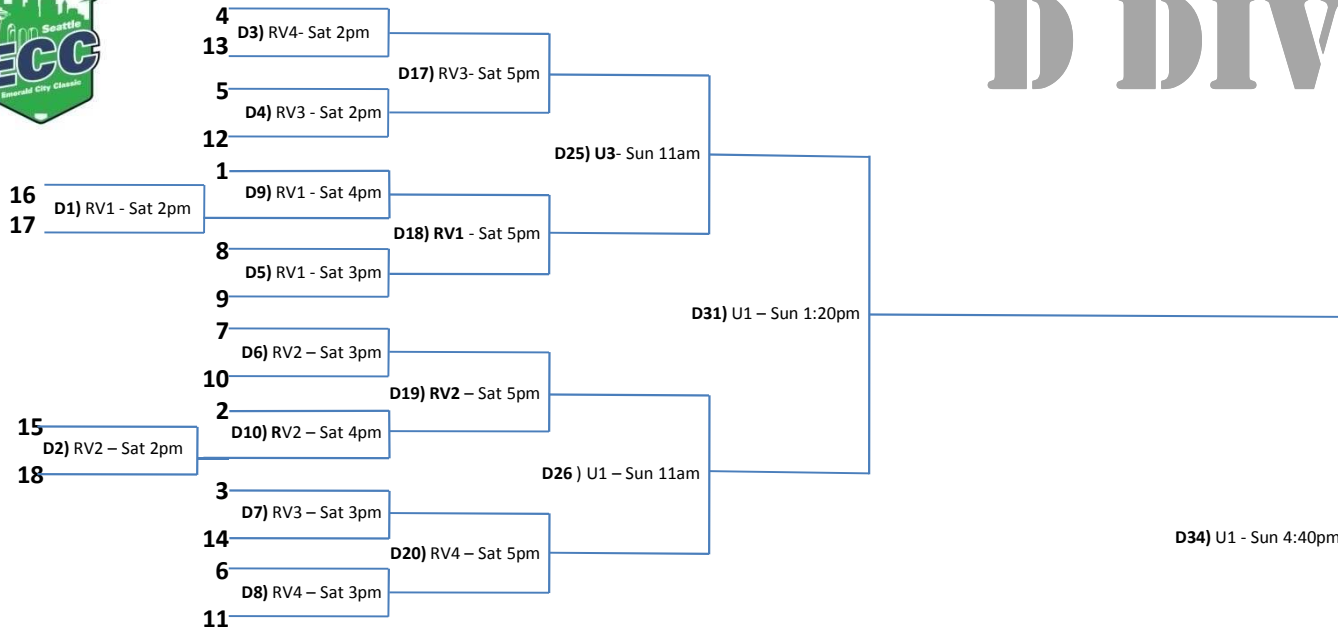 Seattle
ECC
Emerald City Classic
D DIV
4
D3) RV4- Sat 2pm
13
D17) RV3- Sat 5pm
5
D4) RV3 - Sat 2pm
12
D25) U3- Sun 11am
1
D9) RV1 - Sat 4pm
16
D1) RV1 - Sat 2pm
17
D18) RV1 - Sat 5pm
8
D5) RV1 - Sat 3pm
9
D31) U1 – Sun 1:20pm
7
D6) RV2 – Sat 3pm
10
D19) RV2 – Sat 5pm
2
D10) RV2 – Sat 4pm
15
D2) RV2 – Sat 2pm
18
D26 ) U1 – Sun 11am
3
D7) RV3 – Sat 3pm
14
D34) U1 - Sun 4:40pm
D20) RV4 – Sat 5pm
6
D8) RV4 – Sat 3pm
11